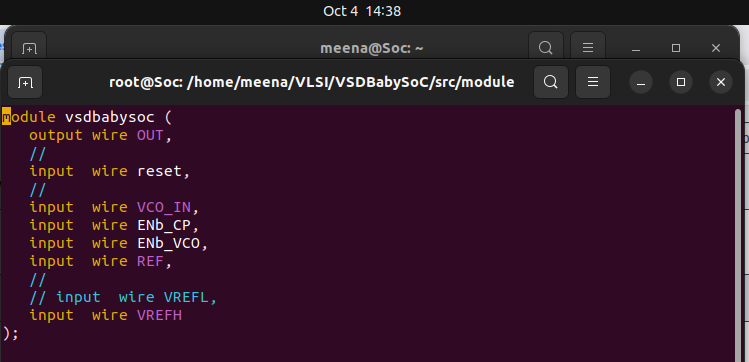 Oct 4 14:38
meena@Soc: ~
root@Soc: /home/meena/VLSI/VSDBabySoC/src/module
module vsdbabysoc (
   output wire OUT,
   //
   input  wire reset,
   //
   input  wire VCO_IN,
   input  wire ENb_CP,
   input  wire ENb_VCO,
   input  wire REF,
   //
   // input  wire VREFL,
   input  wire VREFH
);